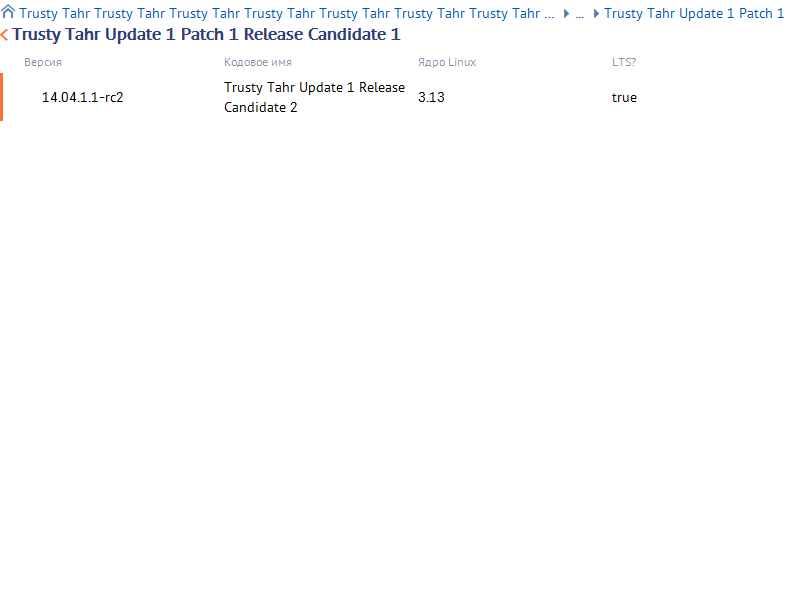 Trusty Tahr Trusty Tahr Trusty Tahr Trusty Tahr Trusty Tahr Trusty Tahr Trusty Tahr ... ... Trusty Tahr Update 1 Patch 1
Trusty Tahr Update 1 Patch 1 Release Candidate 1
Версия Кодовое имя Ядро Linux LTS?
14.04.1.1-rc2 Trusty Tahr Update 1 Release Candidate 2 3.13 true